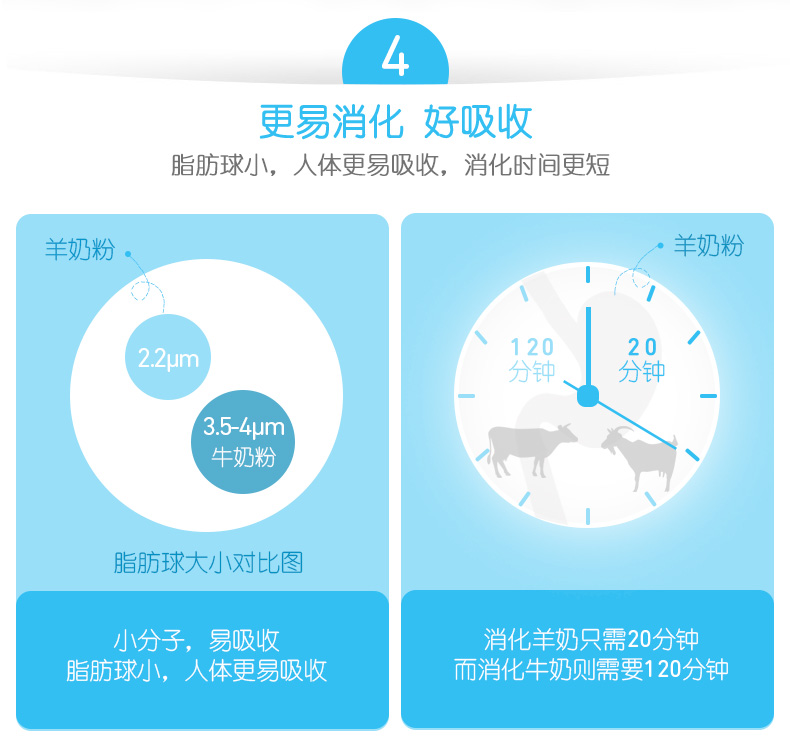 4
更易消化 好吸收
脂肪球小，人体更易吸收，消化时间更短
羊奶粉
2.2μm
3.5-4μm
牛奶粉
脂肪球大小对比图
小分子，易吸收
脂肪球小，人体更易吸收
羊奶粉
120
分钟
20
分钟
消化羊奶只需20分钟
而消化牛奶则需要120分钟